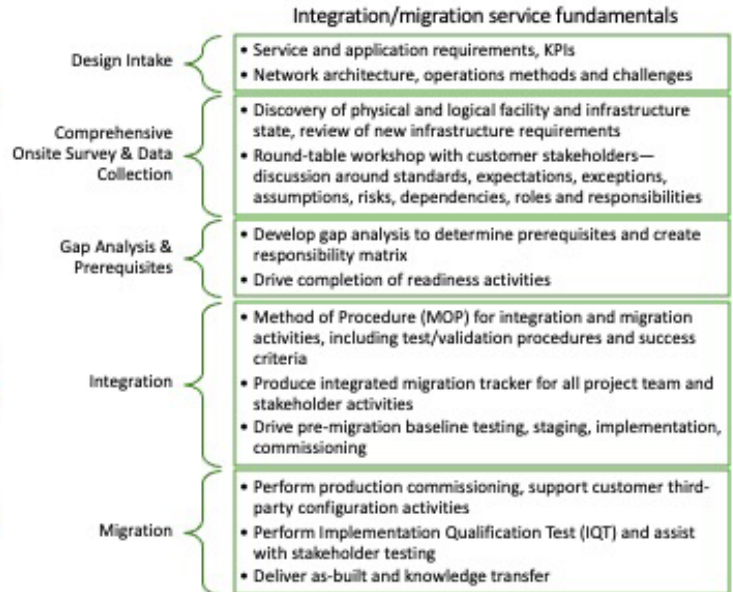 Integration/migration service fundamentals
Design Intake
• Service and application requirements, KPIs
• Network architecture, operations methods and challenges
Comprehensive
Onsite Survey & Data
Collection
• Discovery of physical and logical facility and infrastructure
state, review of new infrastructure requirements
• Round-table workshop with customer stakeholders—
discussion around standards, expectations, exceptions,
assumptions, risks, dependencies, roles and responsibilities
Gap Analysis &
Prerequisites
• Develop gap analysis to determine prerequisites and create
responsibility matrix
• Drive completion of readiness activities
Integration
• Method of Procedure (MOP) for integration and migration
activities, including test/validation procedures and success
criteria
• Produce integrated migration tracker for all project team and
stakeholder activities
• Drive pre-migration baseline testing, staging, implementation,
commissioning
Migration
• Perform production commissioning, support customer third-
party configuration activities
• Perform Implementation Qualification Test (IQT) and assist
with stakeholder testing
• Deliver as-built and knowledge transfer